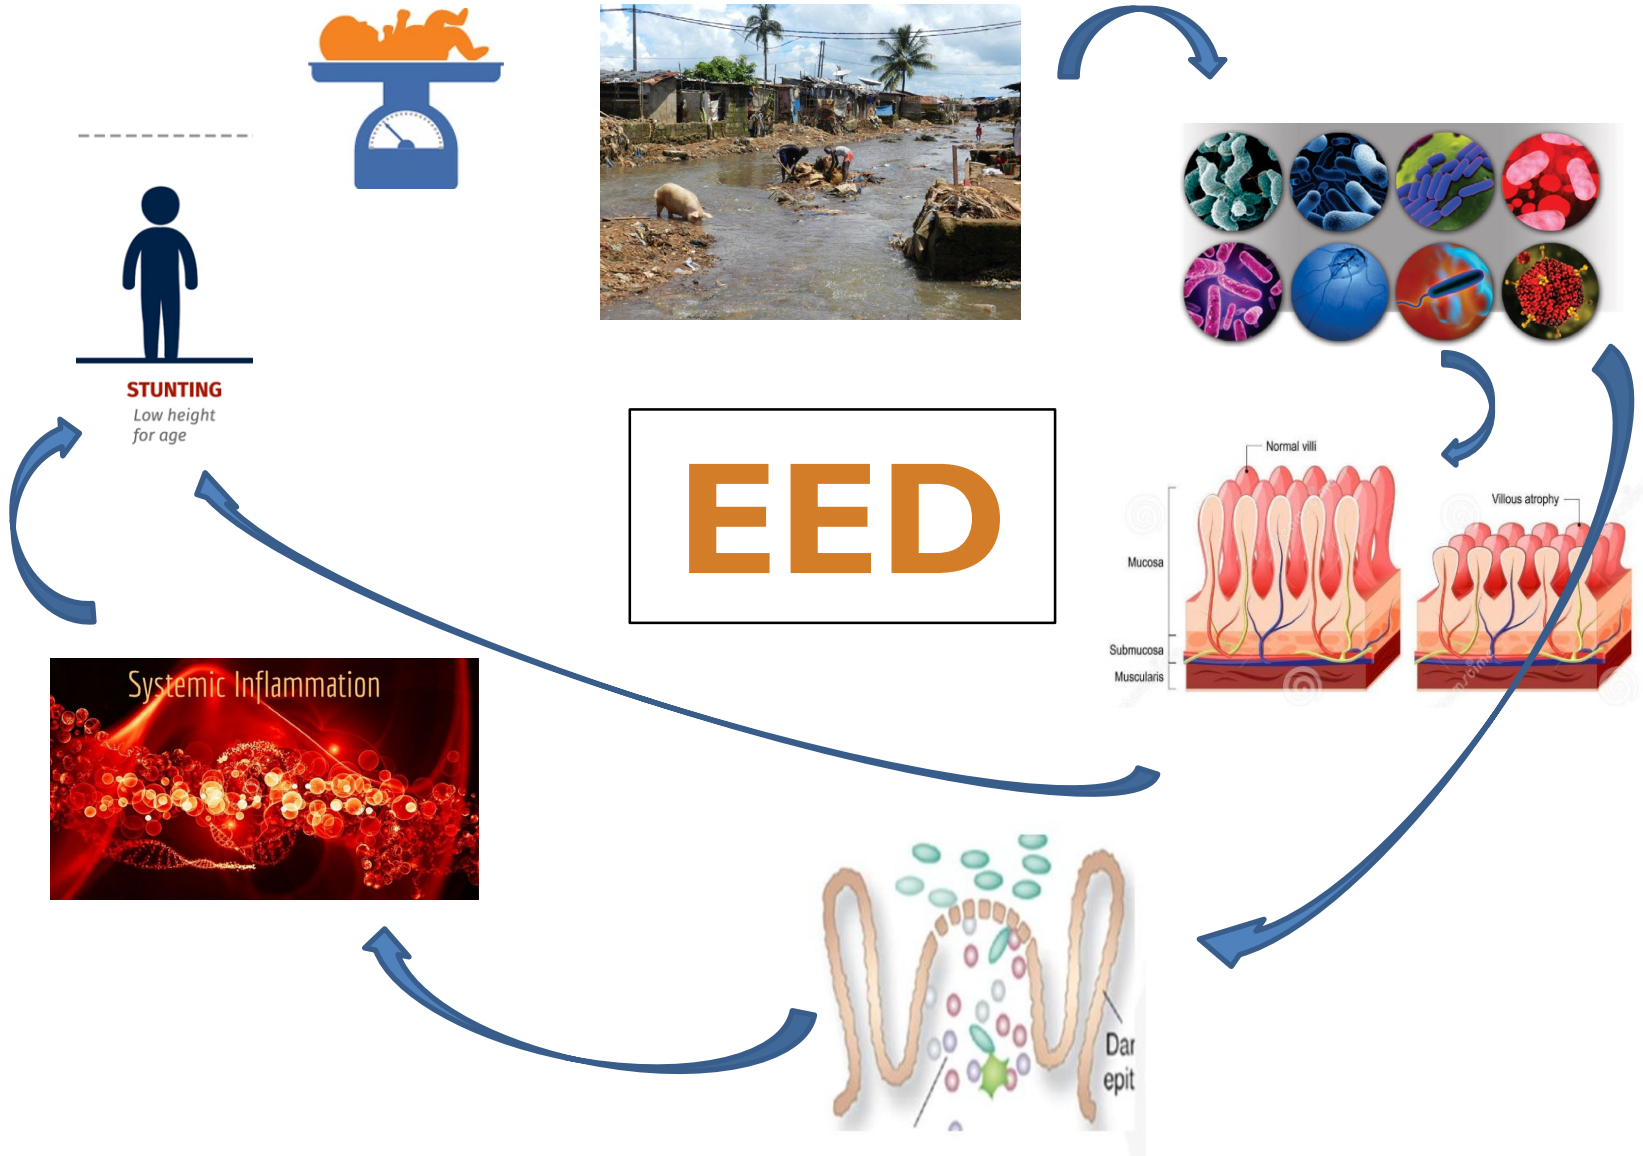 STUNTING
Low height
for age
EED
Normal villi
Villous atrophy
Mucosa
Submucosa
Muscularis
Systemic Inflammation
Dar
epit